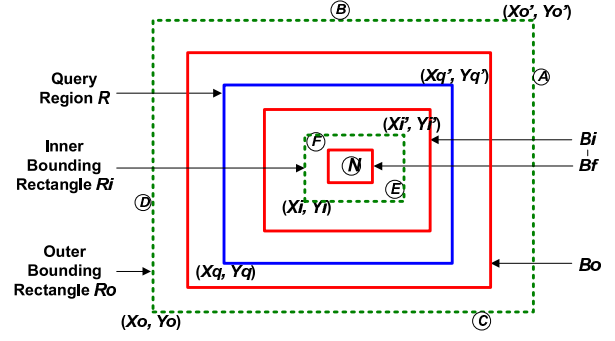 B
(Xo', Yo')
A
Query
Region R
(Xq', Yq')
(Xi', Yi')
F
Inner
Bounding
Rectangle Ri
N
Bi
Bf
E
D
(Xi, Yi)
Outer
Bounding
Rectangle Ro
(Xq, Yq)
Bo
(Xo, Yo)
C